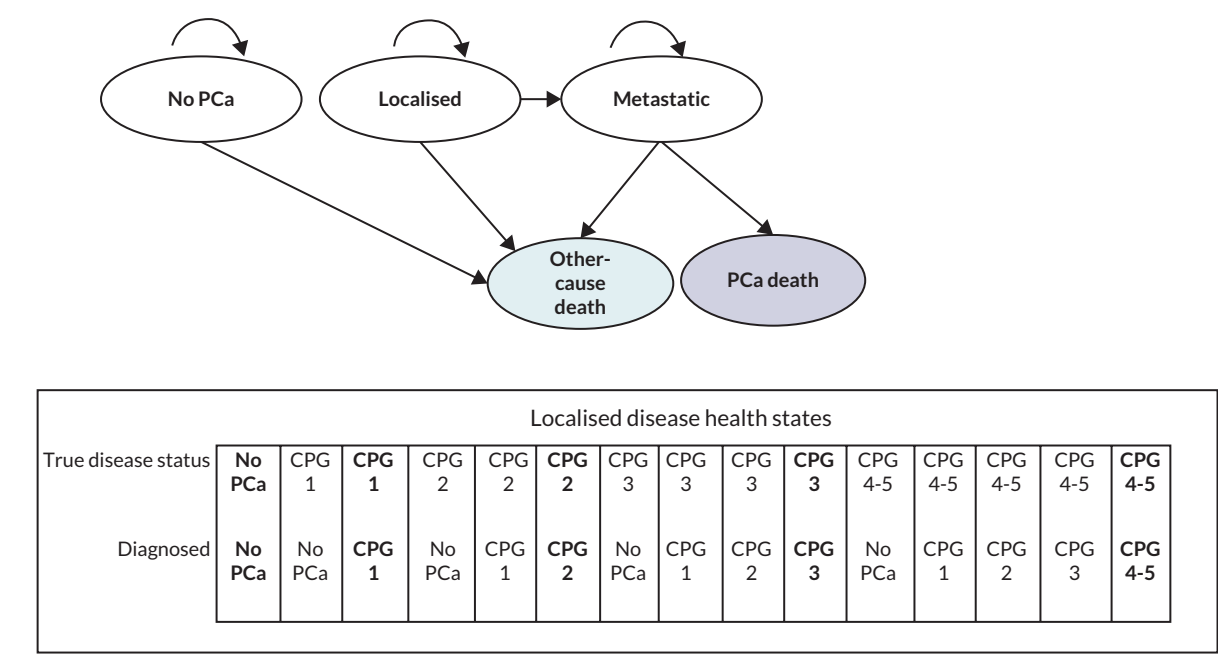 No PCa
Localised
Metastatic
Other-
cause
death
PCa death
Localised disease health states
True disease status No CPG CPG CPG CPG CPG CPG CPG CPG CPG CPG CPG CPG CPG CPG
PCa 1 1 2 2 2 3 3 3 3 4-5 4-5 4-5 4-5 4-5
Diagnosed No No CPG No CPG CPG No CPG CPG CPG No CPG CPG CPG CPG
PCa PCa 1 PCa 1 2 PCa 1 2 3 PCa 1 2 3 4-5